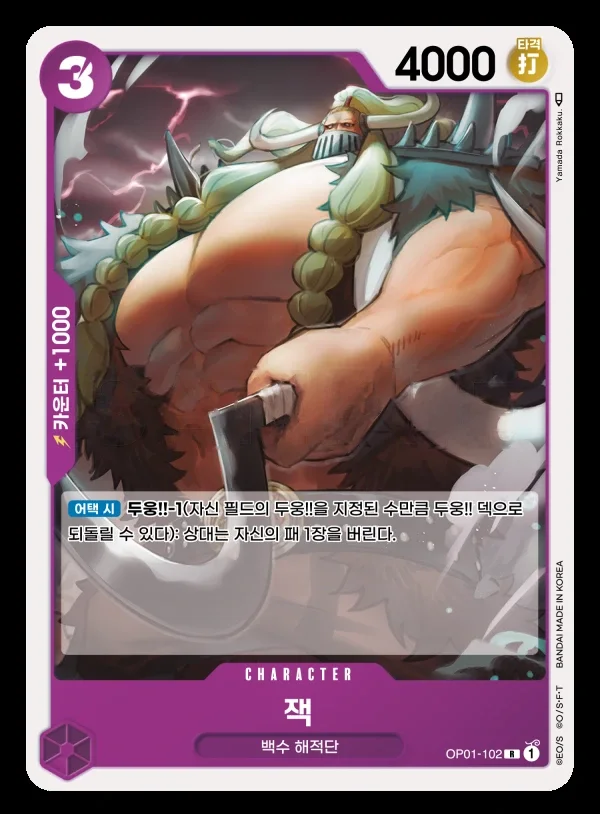 3
4000
타격
打
Yamada Rokkaku.
카운터 +1000
어택 시 두웅!!-1(자신 필드의 두웅!!을 지정된 수만큼 두웅!! 덱으로
되돌릴 수 있다): 상대는 자신의 패 1장을 버린다.
CHARACTER
잭
백수 해적단
OP01-102 R 1
©EO/S ©O/S·F·T BANDAI MADE IN KOREA